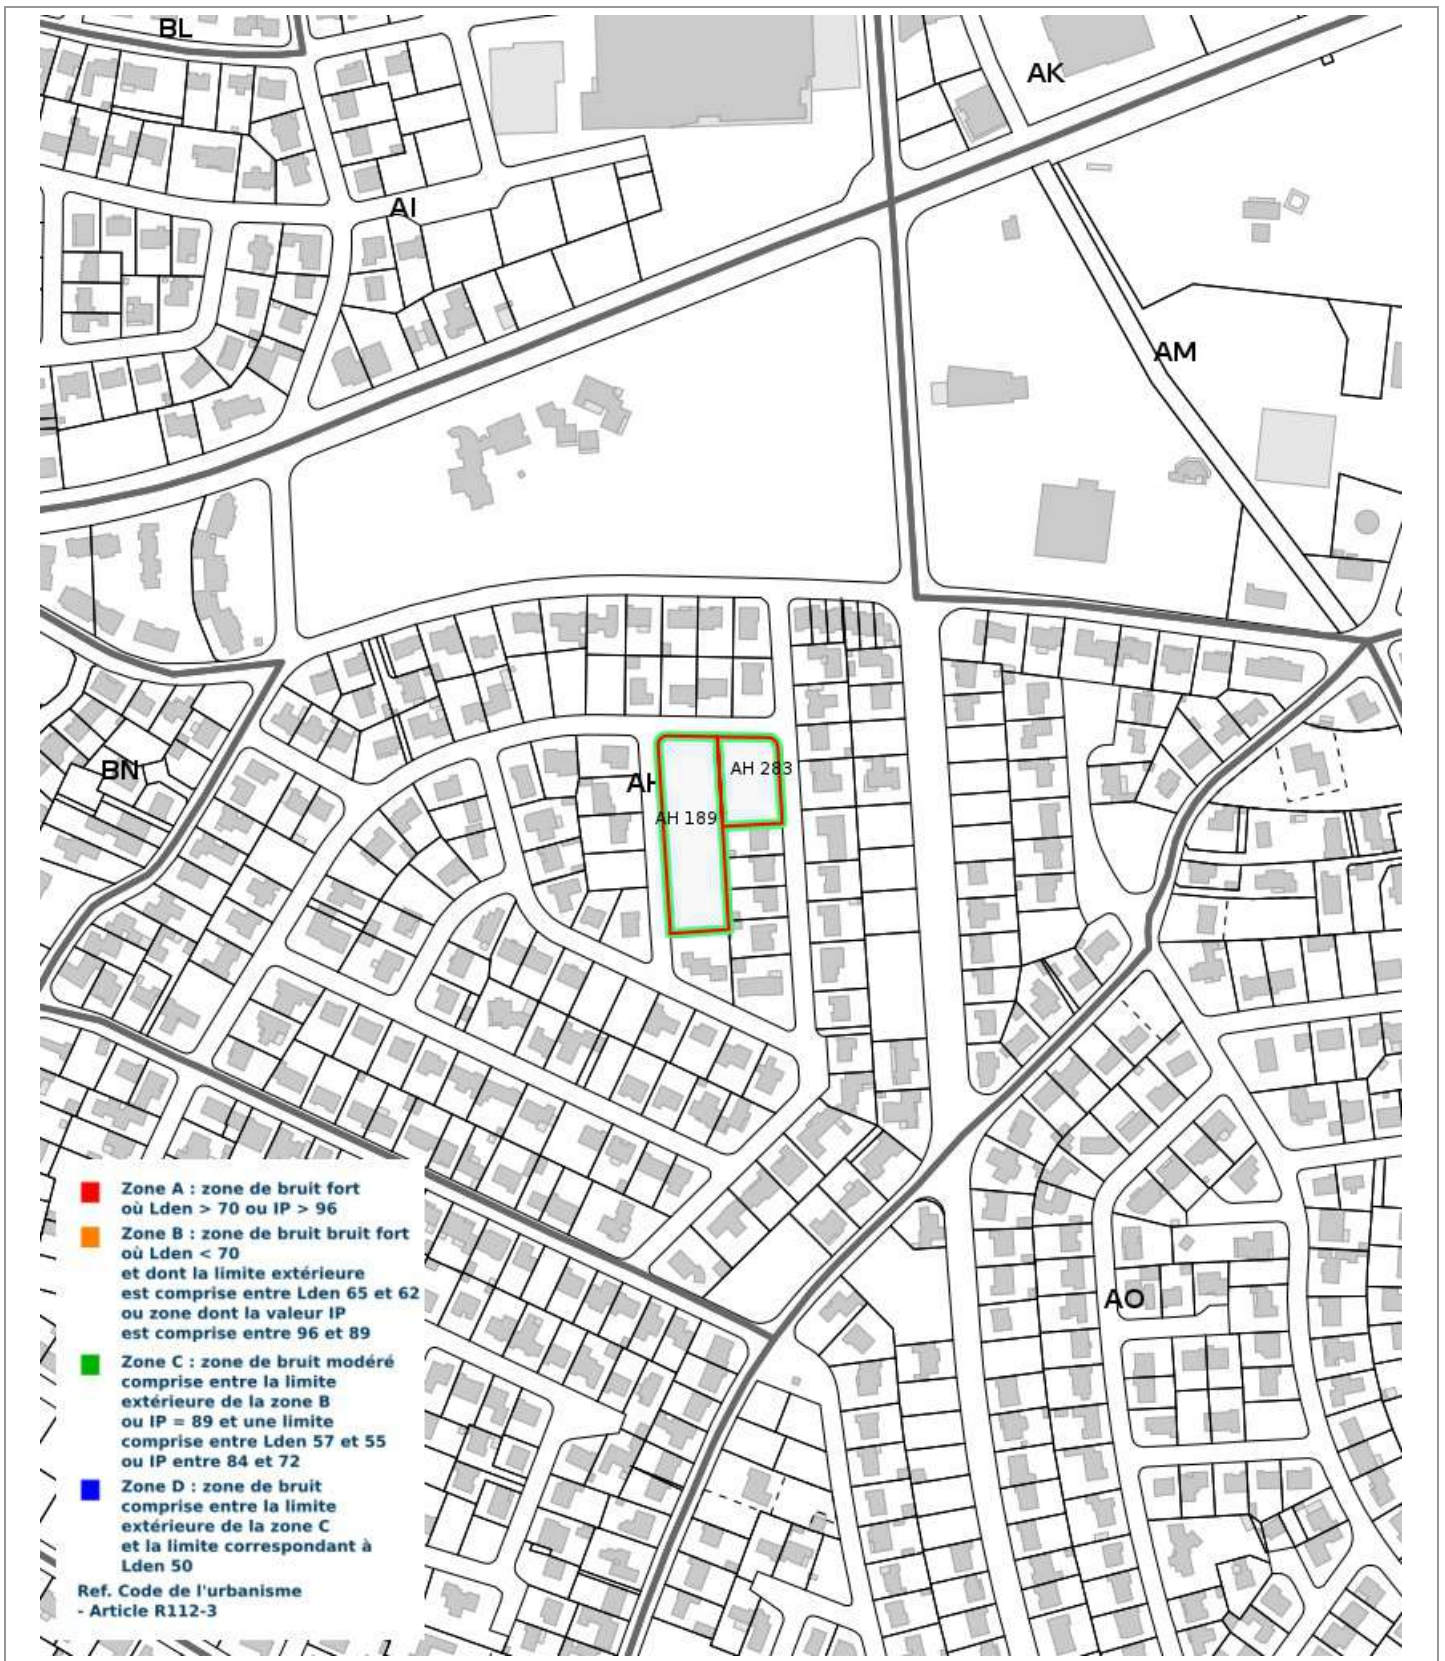 BL
AK
AI
AM
BN
AH
AH 283
AH 189
AO
Zone A : zone de bruit fort
où Lden > 70 ou IP > 96
Zone B : zone de bruit bruit fort
où Lden < 70
et dont la limite extérieure
est comprise entre Lden 65 et 62
ou zone dont la valeur IP
est comprise entre 96 et 89
Zone C : zone de bruit modéré
comprise entre la limite
extérieure de la zone B
ou IP = 89 et une limite
comprise entre Lden 57 et 55
ou IP entre 84 et 72
Zone D : zone de bruit
comprise entre la limite
extérieure de la zone C
et la limite correspondant à
Lden 50
Ref. Code de l'urbanisme
- Article R112-3